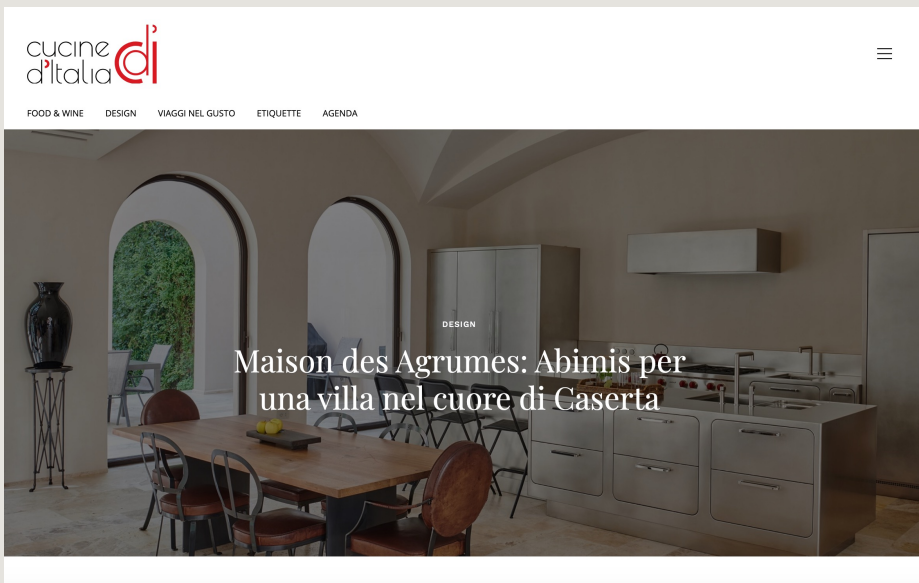 cucine
d'Italia
di
FOOD & WINE DESIGN VIAGGI NEL GUSTO ETIQUETTE AGENDA
DESIGN
Maison des Agrumes: Abimis per
una villa nel cuore di Caserta